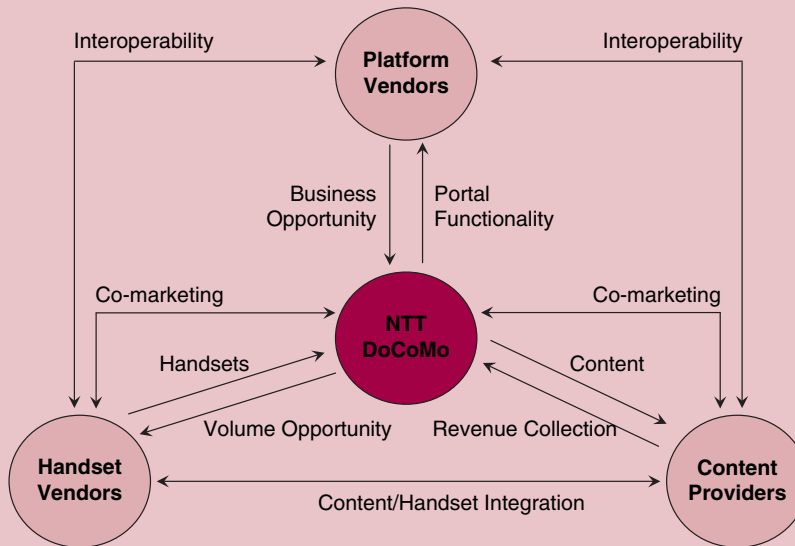 Interoperability
Interoperability
Platform
Vendors
Business
Opportunity
Portal
Functionality
Co-marketing
Co-marketing
NTT
DoCoMo
Handsets
Content
Volume Opportunity
Revenue Collection
Handset
Vendors
Content
Providers
Content/Handset Integration